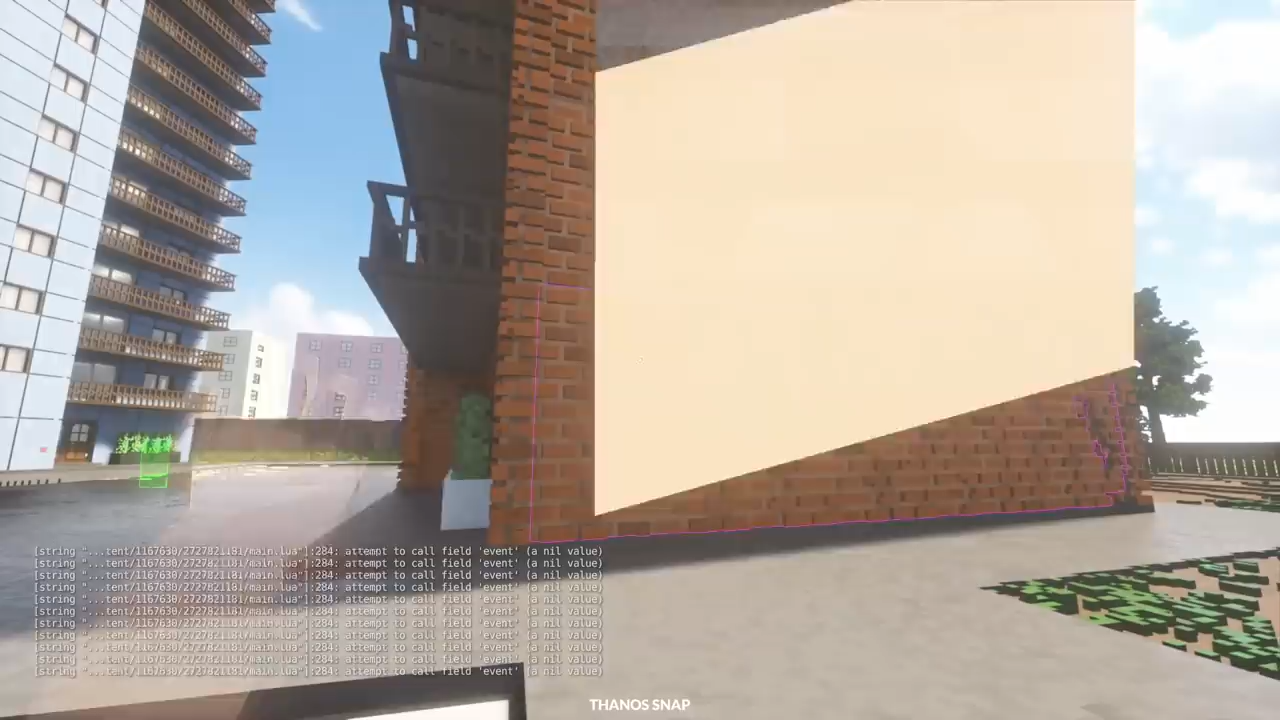 [string "...tent/1167630/2727821181/main.lua"]:284: attempt to call field 'event' (a nil value)
[string "...tent/1167630/2727821181/main.lua"]:284: attempt to call field 'event' (a nil value)
[string "...tent/1167630/2727821181/main.lua"]:284: attempt to call field 'event' (a nil value)
[string "...tent/1167630/2727821181/main.lua"]:284: attempt to call field 'event' (a nil value)
[string "...tent/1167630/2727821181/main.lua"]:284: attempt to call field 'event' (a nil value)
[string "...tent/1167630/2727821181/main.lua"]:284: attempt to call field 'event' (a nil value)
[string "...tent/1167630/2727821181/main.lua"]:284: attempt to call field 'event' (a nil value)
[string "...tent/1167630/2727821181/main.lua"]:284: attempt to call field 'event' (a nil value)
[string "...tent/1167630/2727821181/main.lua"]:284: attempt to call field 'event' (a nil value)
[string "...tent/1167630/2727821181/main.lua"]:284: attempt to call field 'event' (a nil value)
[string "...tent/1167630/2727821181/main.lua"]:284: attempt to call field 'event' (a nil value)
THANOS SNAP